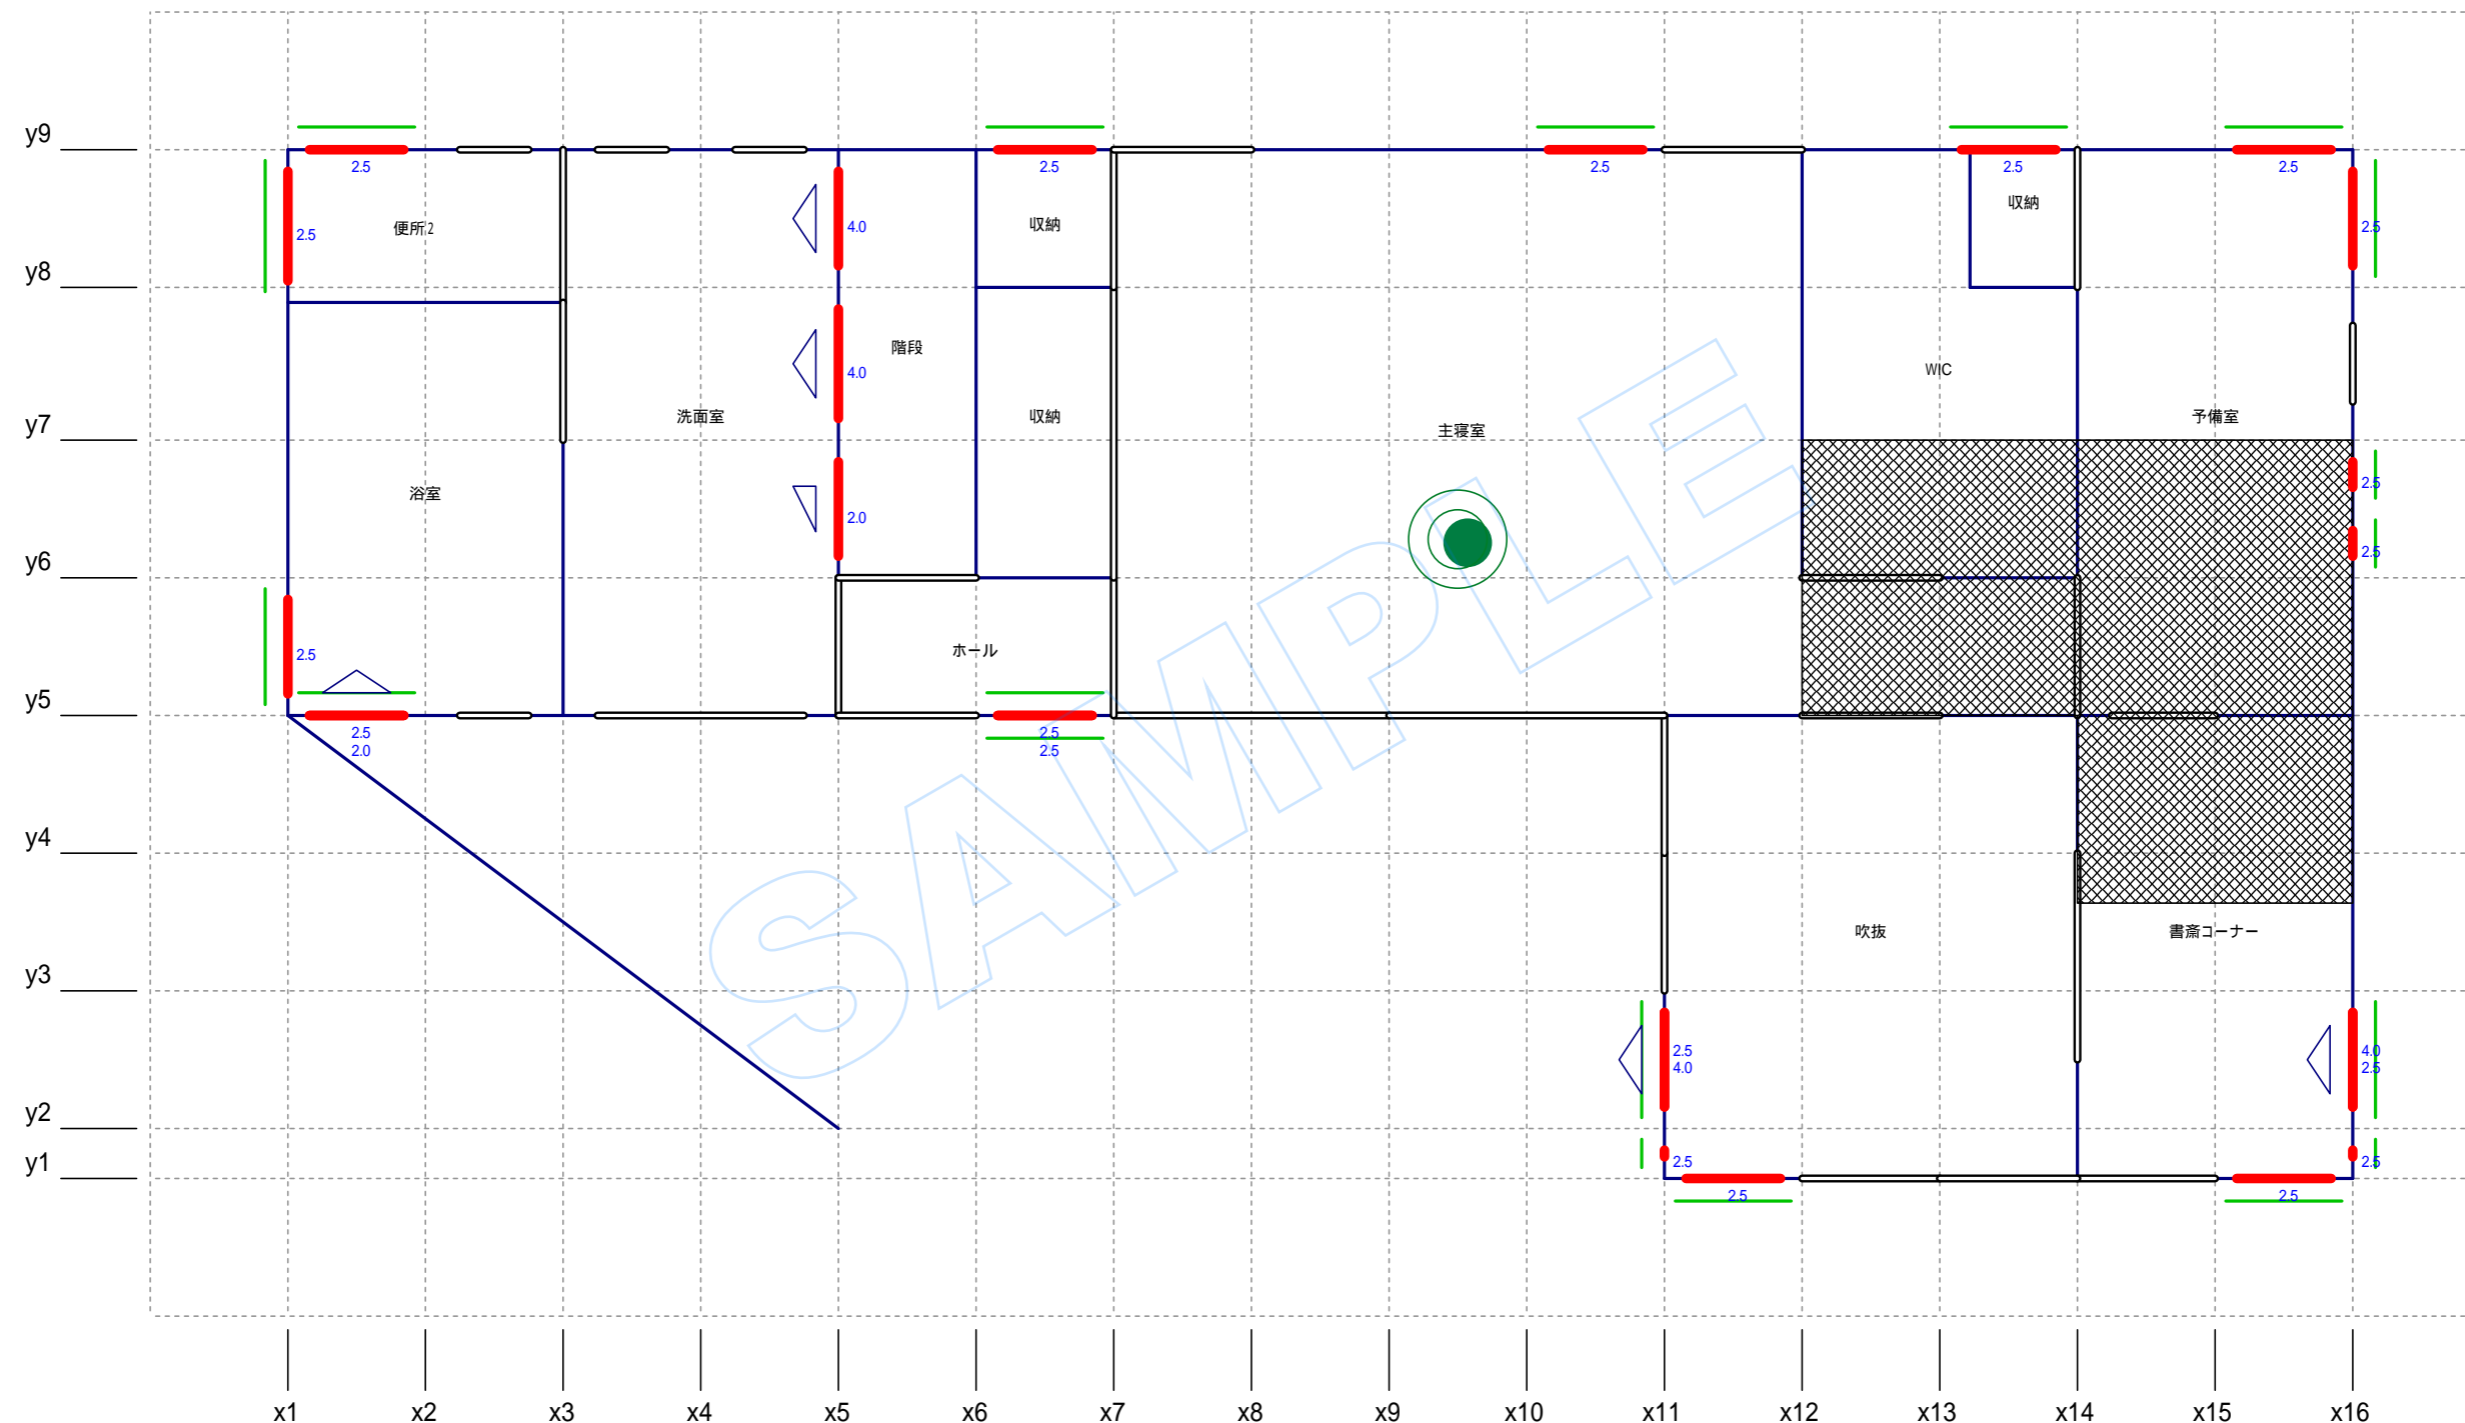 y9
2.5 2.5 2.5 2.5 2.5
収納
2.5 便所2 4.0 収納 2.5
y8
階段
4.0 WIC
y7
洗面室 収納 主寝室 予備室
2.5
浴室 2.0
2.5
y6
2.5 ホール
y5
2.5 2.5
2.0 2.5
y4
吹抜 書斎コーナー
y3
2.5 4.0
4.0 2.5
y2
y1
2.5 2.5
2.5 2.5
x1 x2 x3 x4 x5 x6 x7 x8 x9 x10 x11 x12 x13 x14 x15 x16
SAMPLE